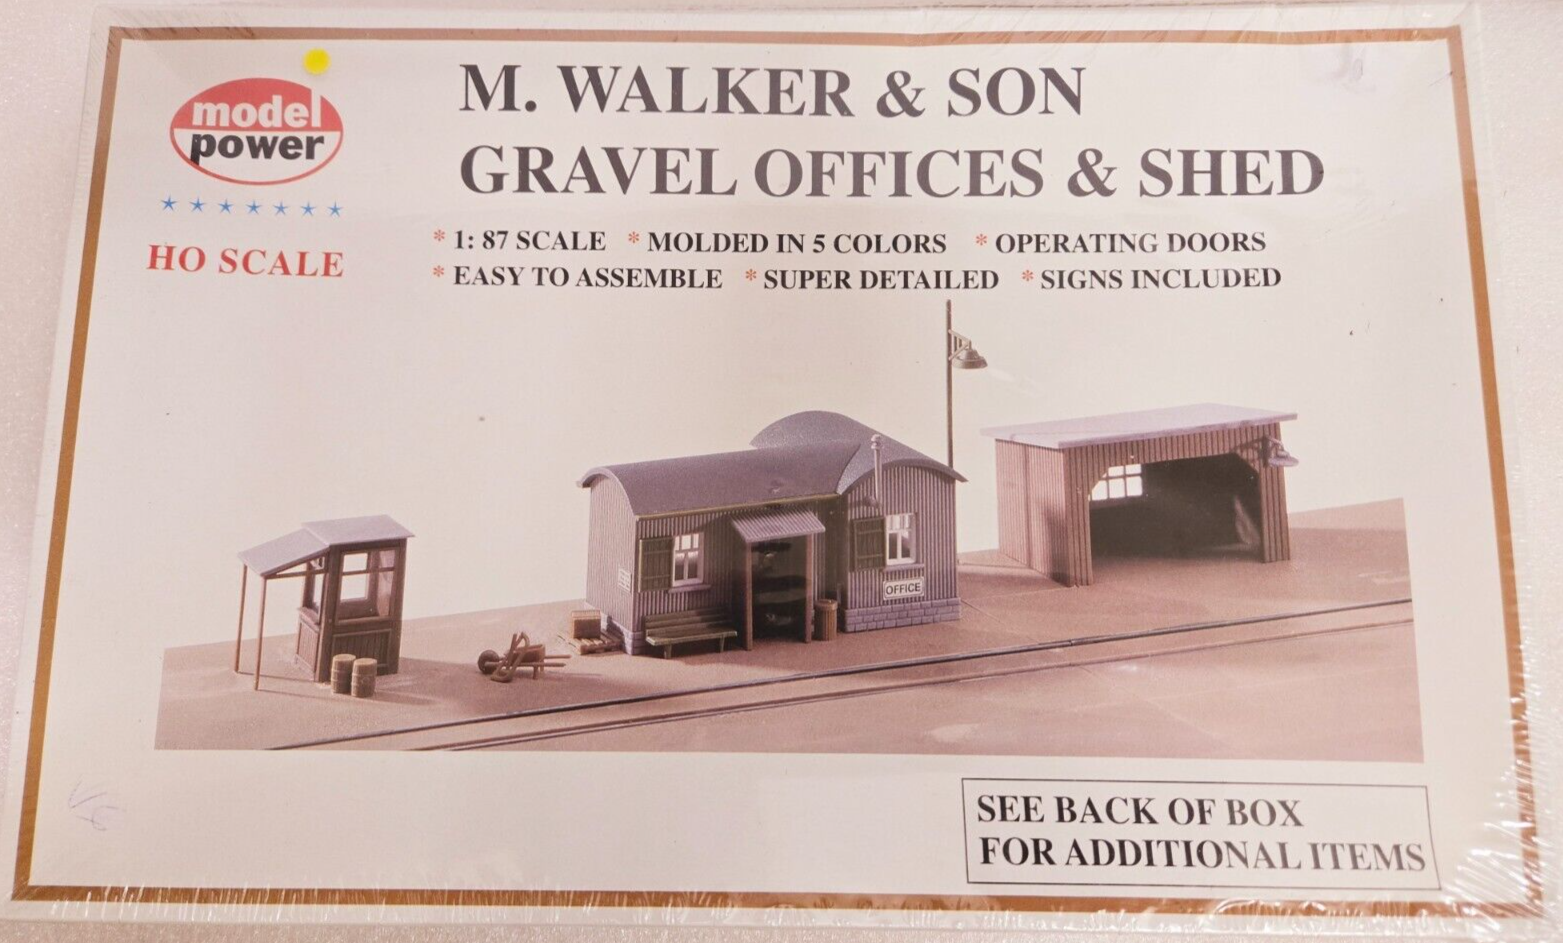 model
power
HO SCALE
M. WALKER & SON
GRAVEL OFFICES & SHED
* 1: 87 SCALE * MOLDED IN 5 COLORS * OPERATING DOORS
* EASY TO ASSEMBLE * SUPER DETAILED * SIGNS INCLUDED
OFFICE
SEE BACK OF BOX
FOR ADDITIONAL ITEMS